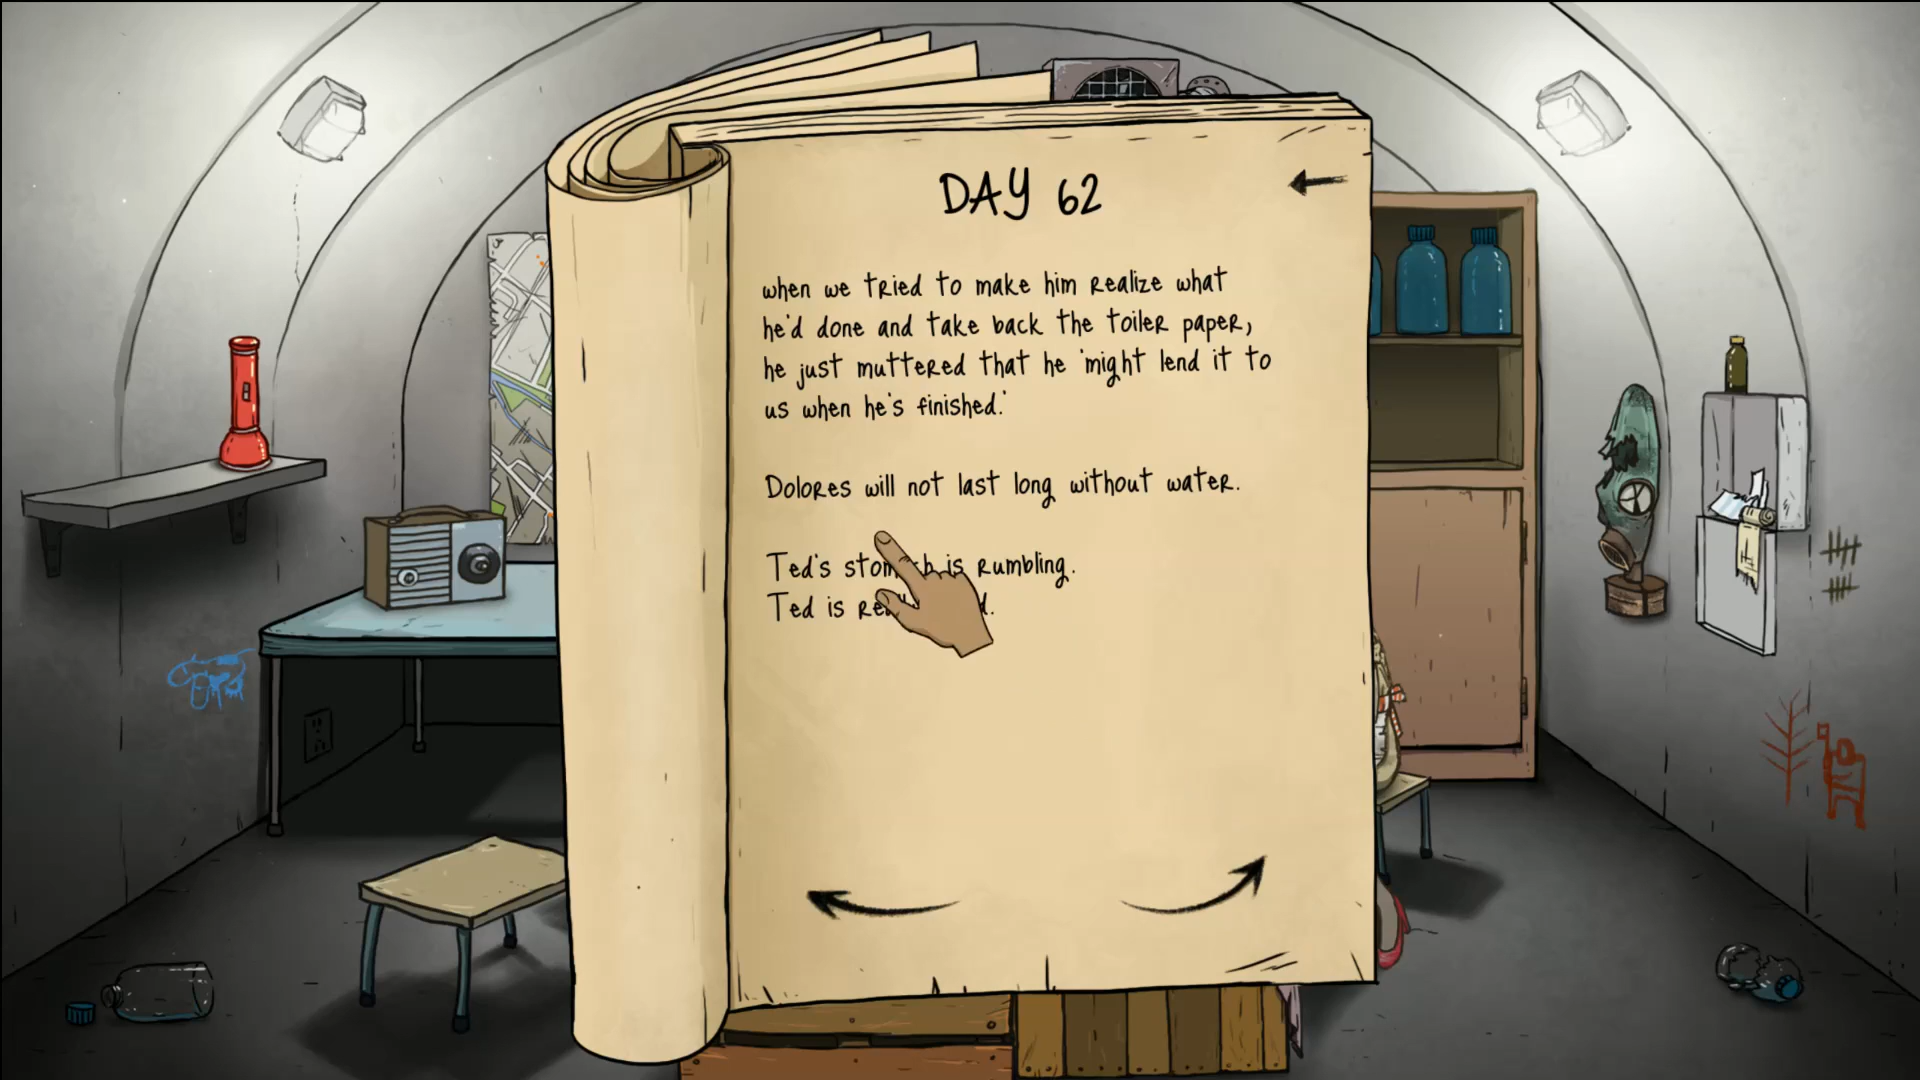 DAY 62
when we tried to make him realize what
he'd done and take back the toiler paper,
he just muttered that he 'might lend it to
us when he's finished.'
Dolores will not last long without water.
Ted's is rumbling.
Ted is